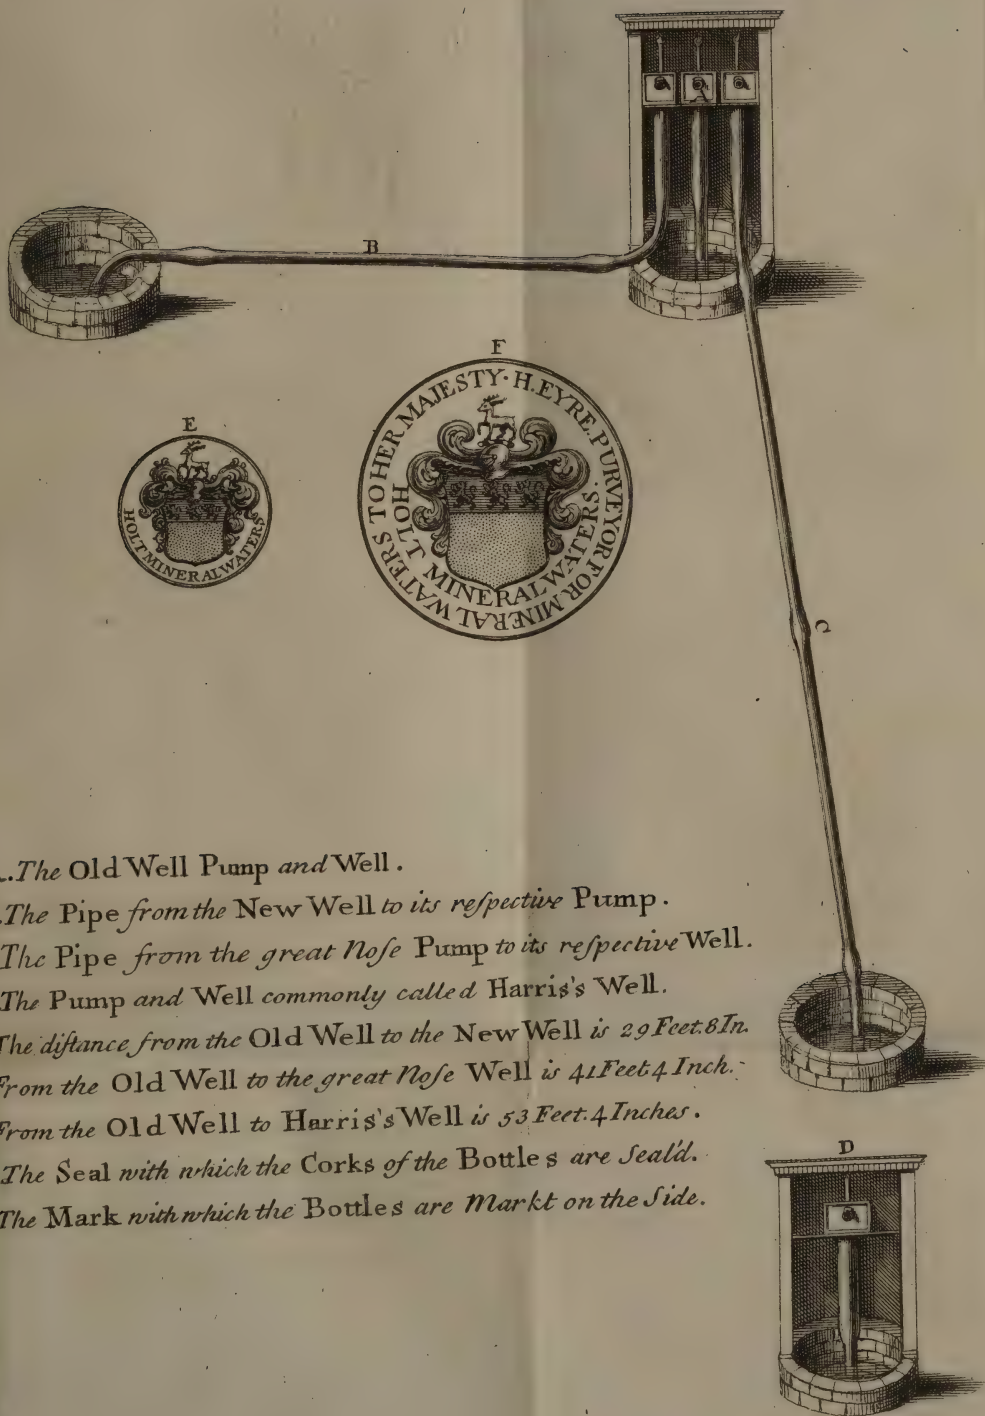 B
F
TO HER MAJESTY · H. EYRE. PURVEYOR FOR MINERAL WATERS
HOLT MINERAL WATERS.
E
HOLT MINERAL WATERS
C
.The Old Well Pump and Well.
.The Pipe from the New Well to its reſpective Pump.
The Pipe from the great Noſe Pump to its reſpective Well.
The Pump and Well commonly called Harris's Well.
The diſtance from the Old Well to the New Well is 29 Feet. 8 In.
From the Old Well to the great Noſe Well is 41 Feet 4 Inch.
From the Old Well to Harris's Well is 53 Feet. 4 Inches.
The Seal with which the Corks of the Bottles are Seal'd.
The Mark with which the Bottles are Markt on the Side.
D